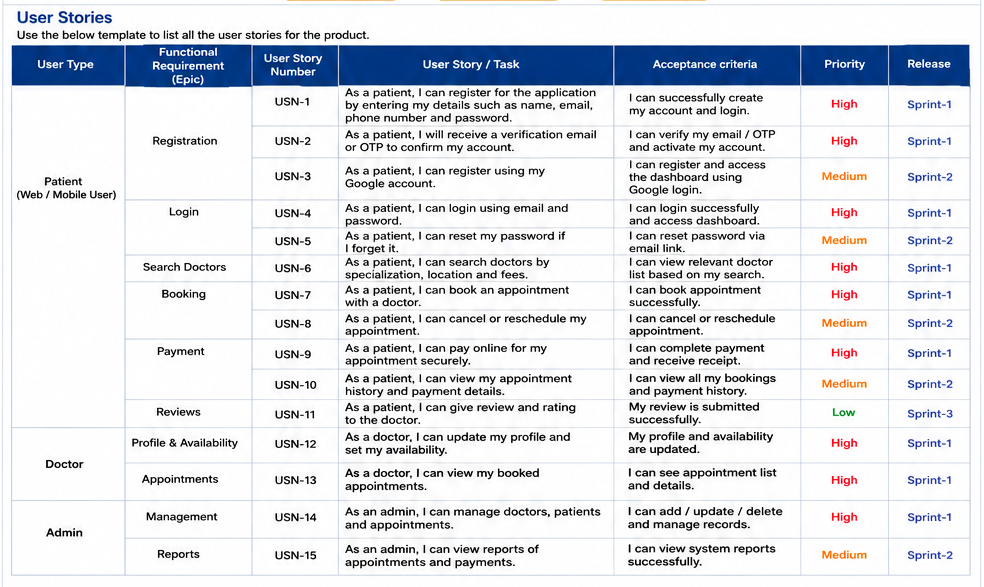 User Stories
Use the below template to list all the user stories for the product.
User Type
Functional
Requirement
(Epic)
User Story
Number
User Story / Task
Acceptance criteria
Priority
Release
Patient
(Web / Mobile User)
Registration
USN-1
As a patient, I can register for the application
by entering my details such as name, email,
phone number and password.
I can successfully create
my account and login.
High
Sprint-1
USN-2
As a patient, I will receive a verification email
or OTP to confirm my account.
I can verify my email / OTP
and activate my account.
High
Sprint-1
USN-3
As a patient, I can register using my
Google account.
I can register and access
the dashboard using
Google login.
Medium
Sprint-2
Login
USN-4
As a patient, I can login using email and
password.
I can login successfully
and access dashboard.
High
Sprint-1
USN-5
As a patient, I can reset my password if
I forget it.
I can reset password via
email link.
Medium
Sprint-2
Search Doctors
USN-6
As a patient, I can search doctors by
specialization, location and fees.
I can view relevant doctor
list based on my search.
High
Sprint-1
Booking
USN-7
As a patient, I can book an appointment
with a doctor.
I can book appointment
successfully.
High
Sprint-1
USN-8
As a patient, I can cancel or reschedule my
appointment.
I can cancel or reschedule
appointment.
Medium
Sprint-2
Payment
USN-9
As a patient, I can pay online for my
appointment securely.
I can complete payment
and receive receipt.
High
Sprint-1
USN-10
As a patient, I can view my appointment
history and payment details.
I can view all my bookings
and payment history.
Medium
Sprint-2
Reviews
USN-11
As a patient, I can give review and rating
to the doctor.
My review is submitted
successfully.
Low
Sprint-3
Doctor
Profile & Availability
USN-12
As a doctor, I can update my profile and
set my availability.
My profile and availability
are updated.
High
Sprint-1
Appointments
USN-13
As a doctor, I can view my booked
appointments.
I can see appointment list
and details.
High
Sprint-1
Admin
Management
USN-14
As an admin, I can manage doctors, patients
and appointments.
I can add / update / delete
and manage records.
High
Sprint-1
Reports
USN-15
As an admin, I can view reports of
appointments and payments.
I can view system reports
successfully.
Medium
Sprint-2